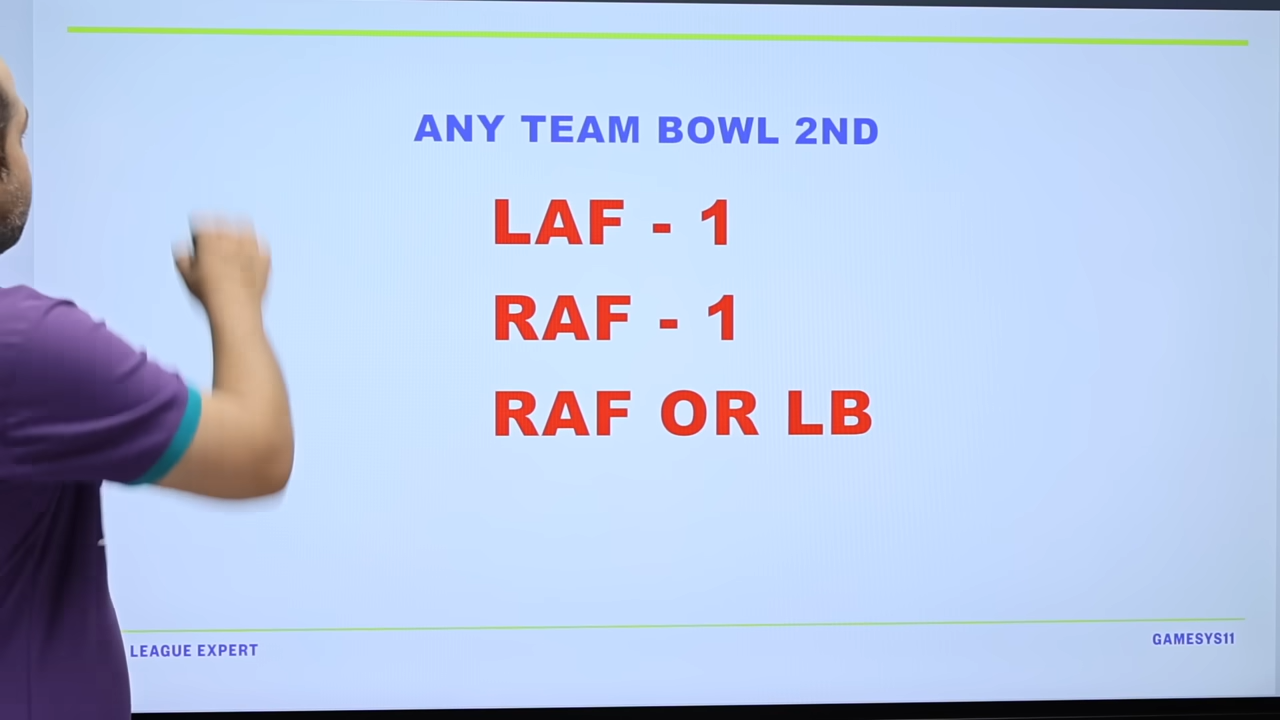 ANY TEAM BOWL 2ND
LAF - 1
RAF - 1
RAF OR LB
LEAGUE EXPERT
GAMESYS11